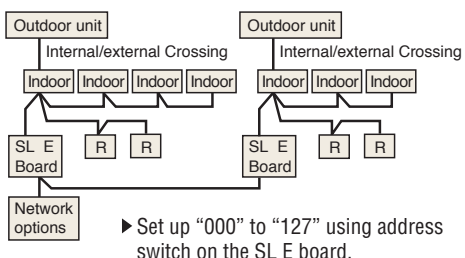 Outdoor unit
Outdoor unit
Internal/external Crossing
Internal/external Crossing
Indoor Indoor Indoor Indoor
Indoor Indoor Indoor
SL E
Board
R R
SL E
Board
R R
Network
options
▶ Set up “000” to “127” using address
switch on the SL E board.